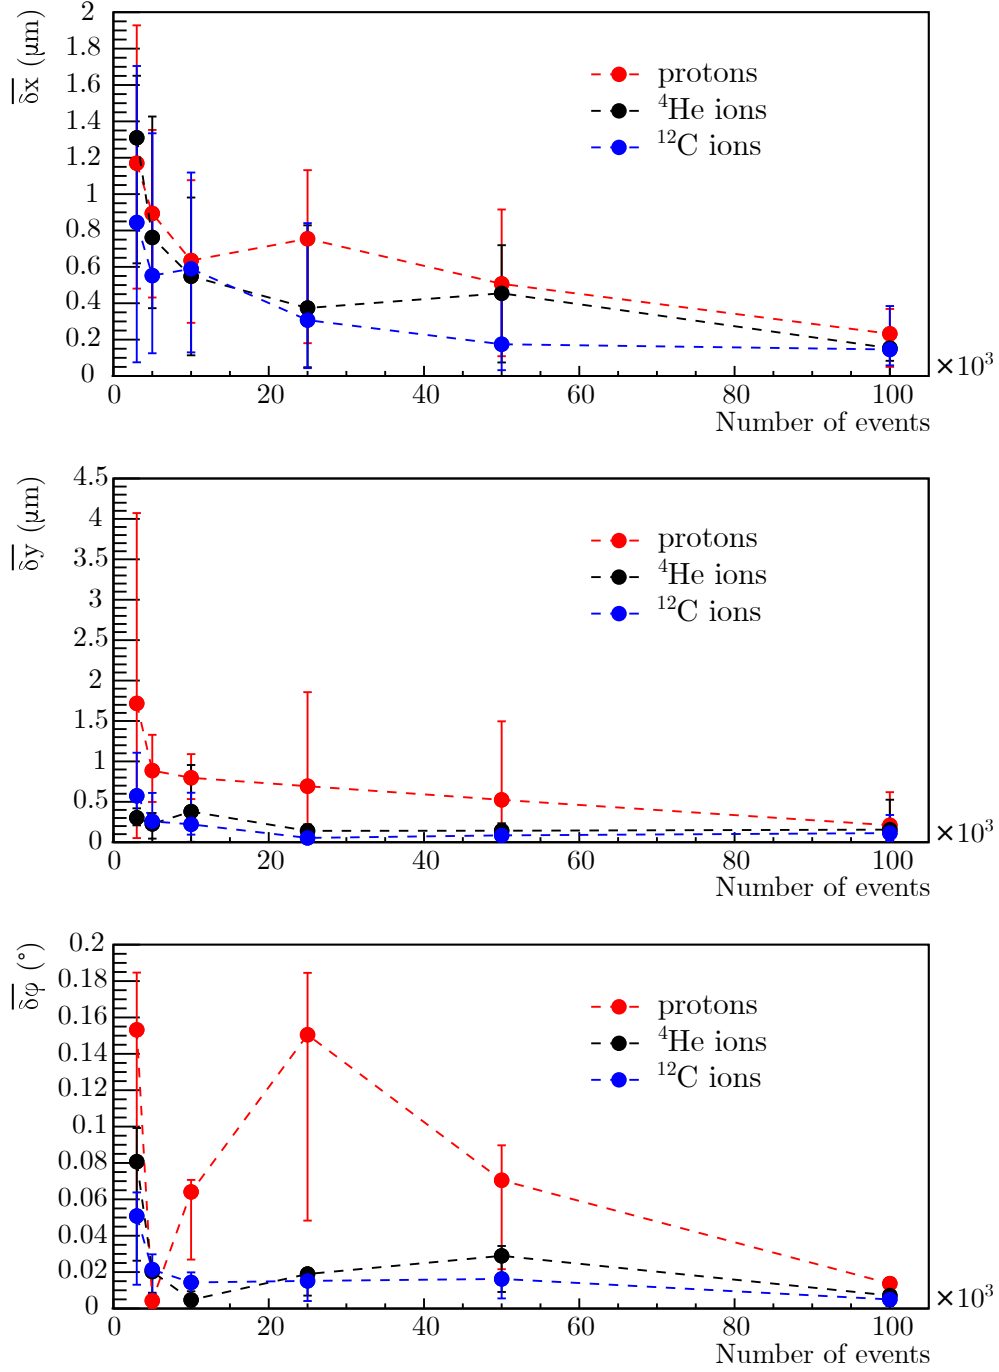 δx (μm)
2
1.8
1.6
1.4
1.2
1
0.8
0.6
0.4
0.2
0
protons
⁴He ions
¹²C ions
0 20 40 60 80 100 ×10³
Number of events
δy (μm)
4.5
4
3.5
3
2.5
2
1.5
1
0.5
0
protons
⁴He ions
¹²C ions
0 20 40 60 80 100 ×10³
Number of events
δφ (°)
0.2
0.18
0.16
0.14
0.12
0.1
0.08
0.06
0.04
0.02
0
protons
⁴He ions
¹²C ions
0 20 40 60 80 100 ×10³
Number of events